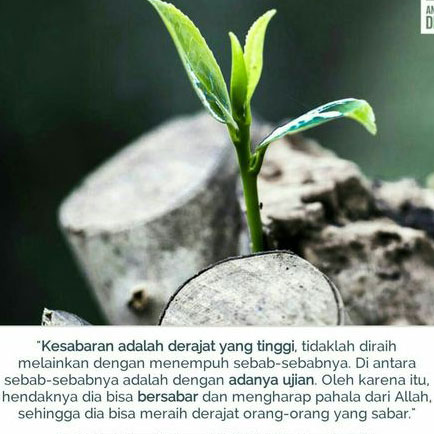 AN
D
"Kesabaran adalah derajat yang tinggi, tidaklah diraih
melainkan dengan menempuh sebab-sebabnya. Di antara
sebab-sebabnya adalah dengan adanya ujian. Oleh karena itu,
hendaknya dia bisa bersabar dan mengharap pahala dari Allah,
sehingga dia bisa meraih derajat orang-orang yang sabar."